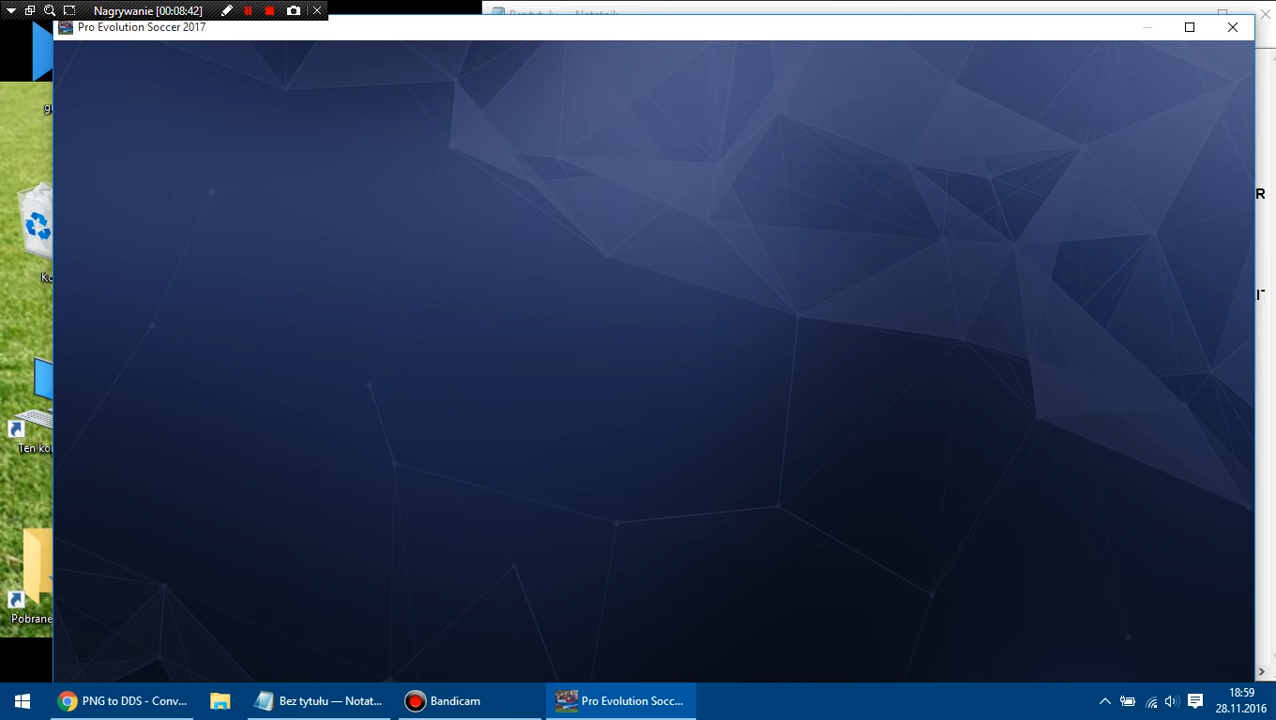 Nagrywanie [00:08:42]
Pro Evolution Soccer 2017
Ten ko
Pobrane
PNG to DDS - Conv...
Bez tytułu — Notat...
Bandicam
Pro Evolution Socc...
18:59
28.11.2016